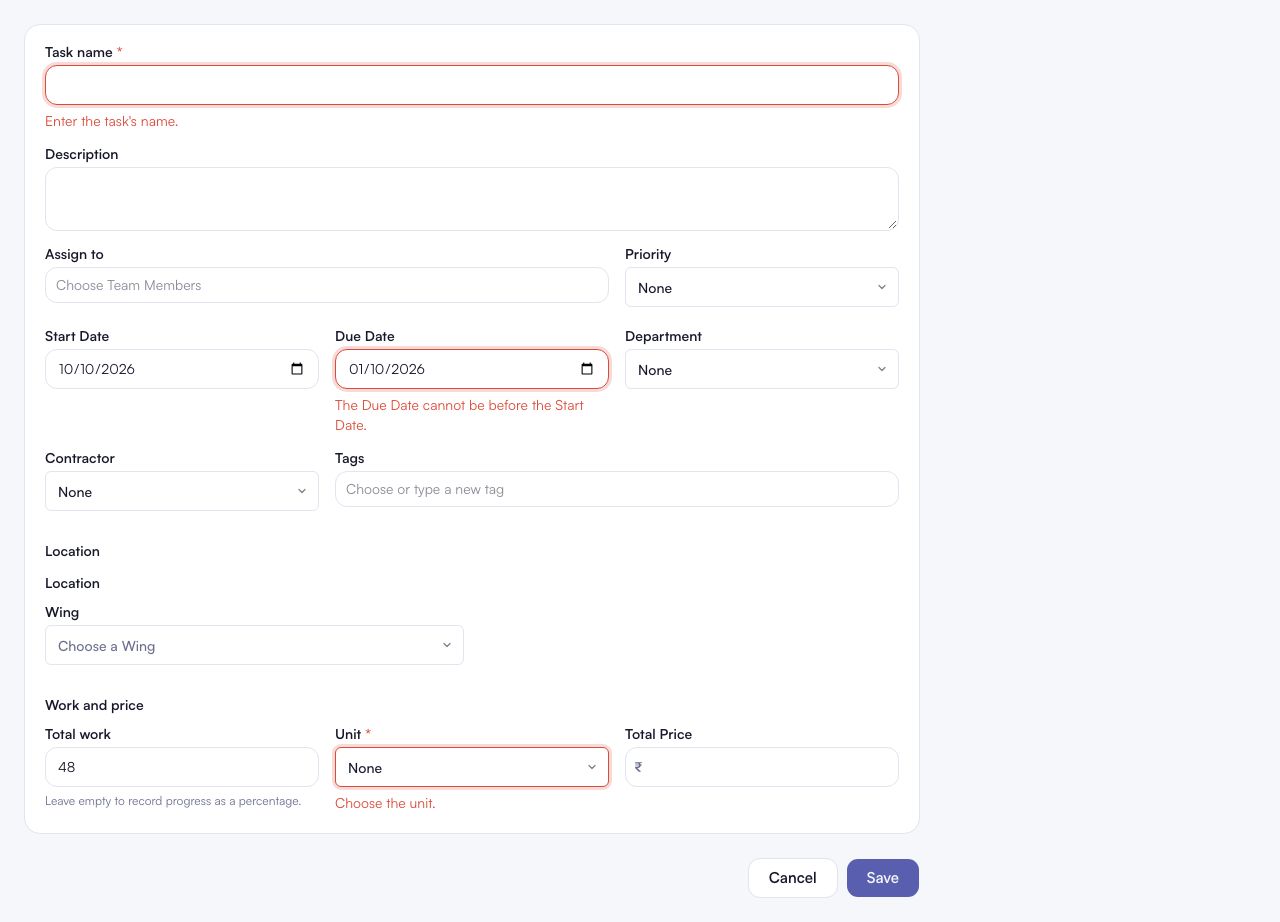 Task name *
Enter the task's name.
Description
Assign to
Priority
Choose Team Members
None
Start Date
Due Date
Department
10/10/2026
01/10/2026
None
The Due Date cannot be before the Start
Date.
Contractor
Tags
None
Choose or type a new tag
Location
Location
Wing
Choose a Wing
Work and price
Total work
Unit *
Total Price
48
None
₹
Leave empty to record progress as a percentage.
Choose the unit.
Cancel
Save